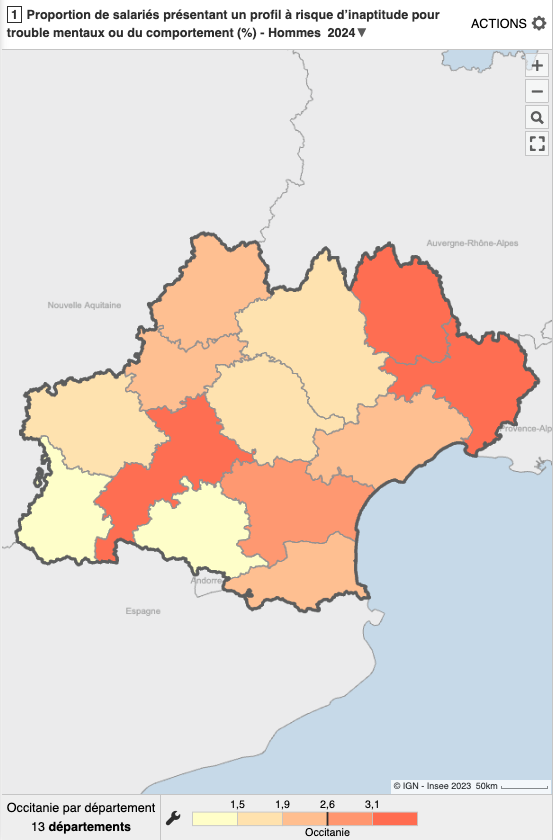 1 Proportion de salariés présentant un profil à risque d'inaptitude pour
trouble mentaux ou du comportement (%) - Hommes 2024▼
ACTIONS
+
−
Auvergne-Rhône-Alpes
Nouvelle Aquitaine
Provence-Alp
Andorre
Espagne
© IGN - Insee 2023 50km
Occitanie par département
13 départements
1,5 1,9 2,6 3,1
Occitanie